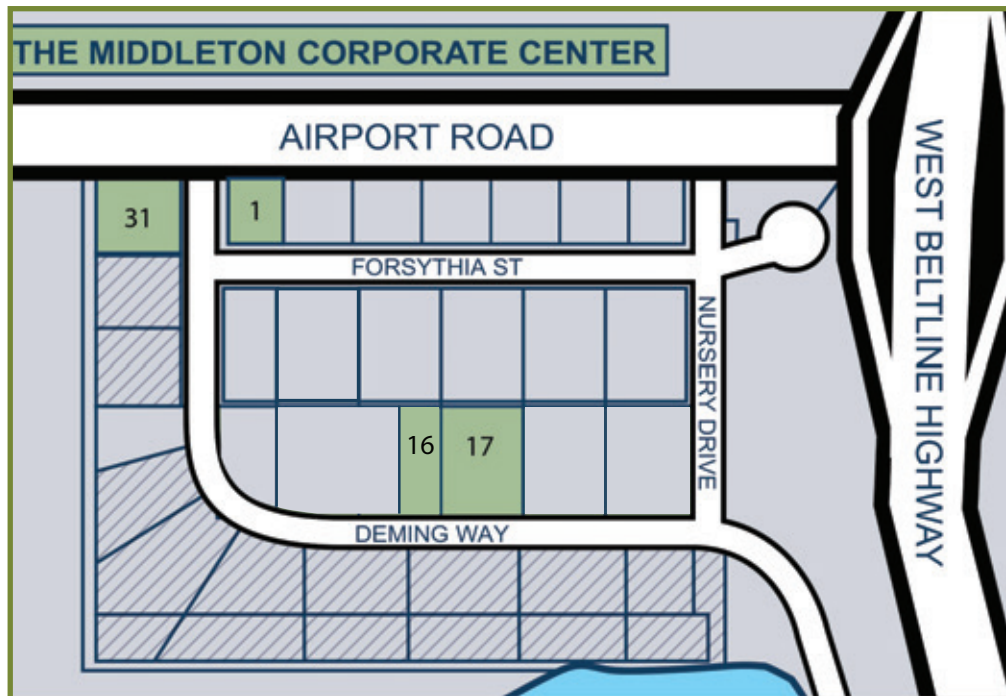 THE MIDDLETON CORPORATE CENTER
AIRPORT ROAD
WEST BELTLINE HIGHWAY
31
1
FORSYTHIA ST
NURSERY DRIVE
16
17
DEMING WAY